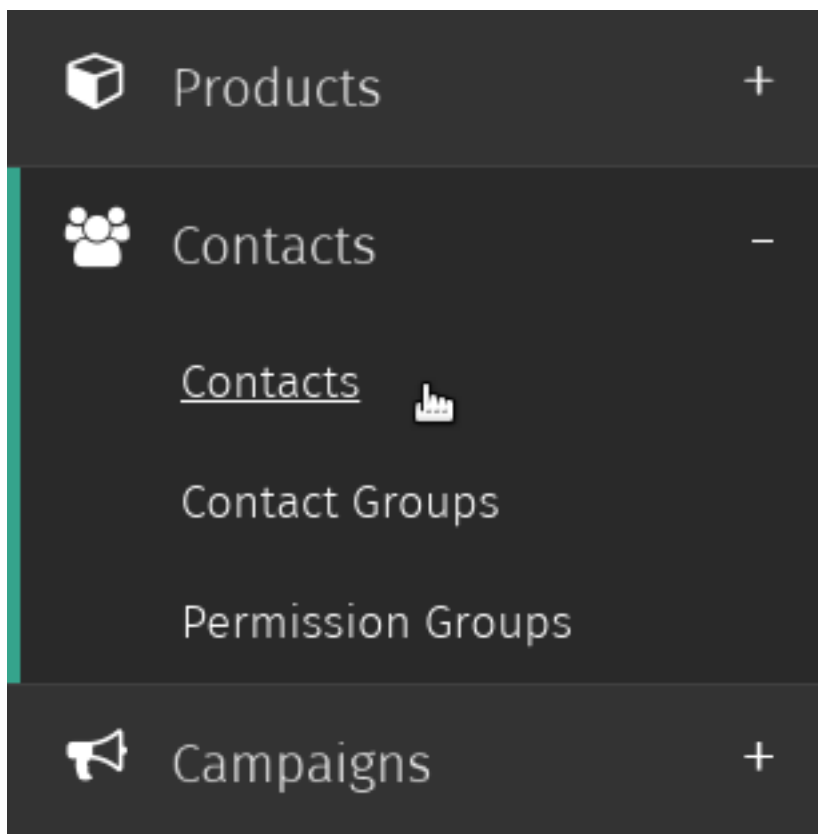 Products +
Contacts −
Contacts
Contact Groups
Permission Groups
Campaigns +